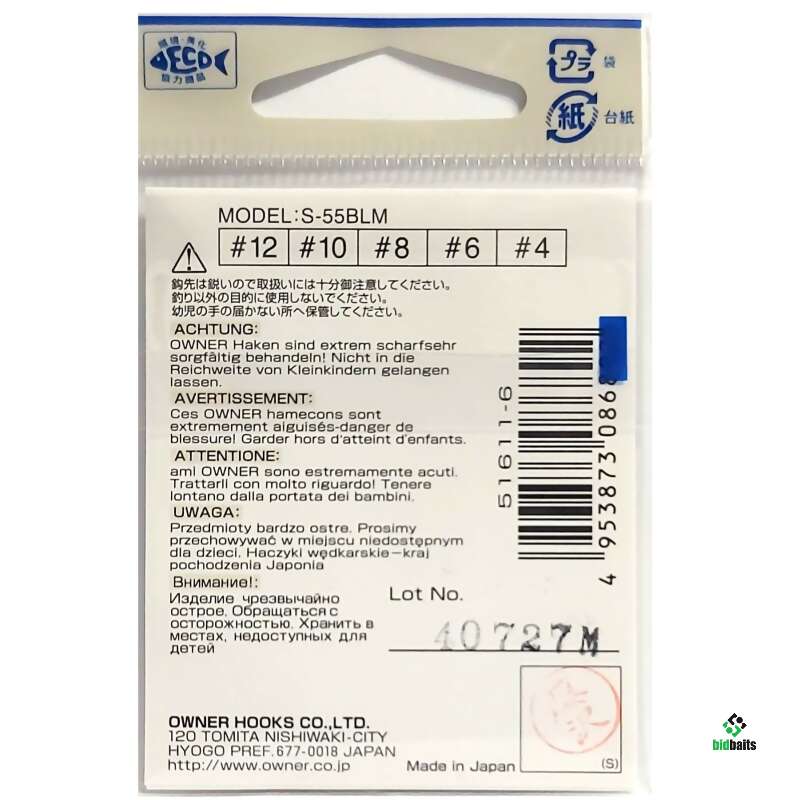 環境・美化
ECO
協力商品
プラ
袋
紙
台紙
MODEL:S-55BLM
#12 #10 #8 #6 #4
鈎先は鋭いので取扱いには十分御注意してください。
釣り以外の目的に使用しないでください。
幼児の手の届かない所へ保管してください。
ACHTUNG:
OWNER Haken sind extrem scharfsehr
sorgfältig behandeln! Nicht in die
Reichweite von Kleinkindern gelangen
lassen.
AVERTISSEMENT:
Ces OWNER hamecons sont
extremement aiguisés-danger de
blessure! Garder hors d'atteint d'enfants.
ATTENTIONE:
ami OWNER sono estremamente acuti.
Trattarli con molto riguardo! Tenere
lontano dalla portata dei bambini.
UWAGA:
Przedmioty bardzo ostre. Prosimy
przechowywać w miejscu niedostępnym
dla dzieci. Haczyki wędkarskie-kraj
pochodzenia Japonia
Внимание!:
Изделие чрезвычайно
острое. Обращаться с
осторожностью. Хранить в
местах, недоступных для
детей
51611-6
4 953873 086
Lot No.
40727M
OWNER HOOKS CO.,LTD.
120 TOMITA NISHIWAKI-CITY
HYOGO PREF.677-0018 JAPAN
http://www.owner.co.jp
Made in Japan
(S)
bidbaits